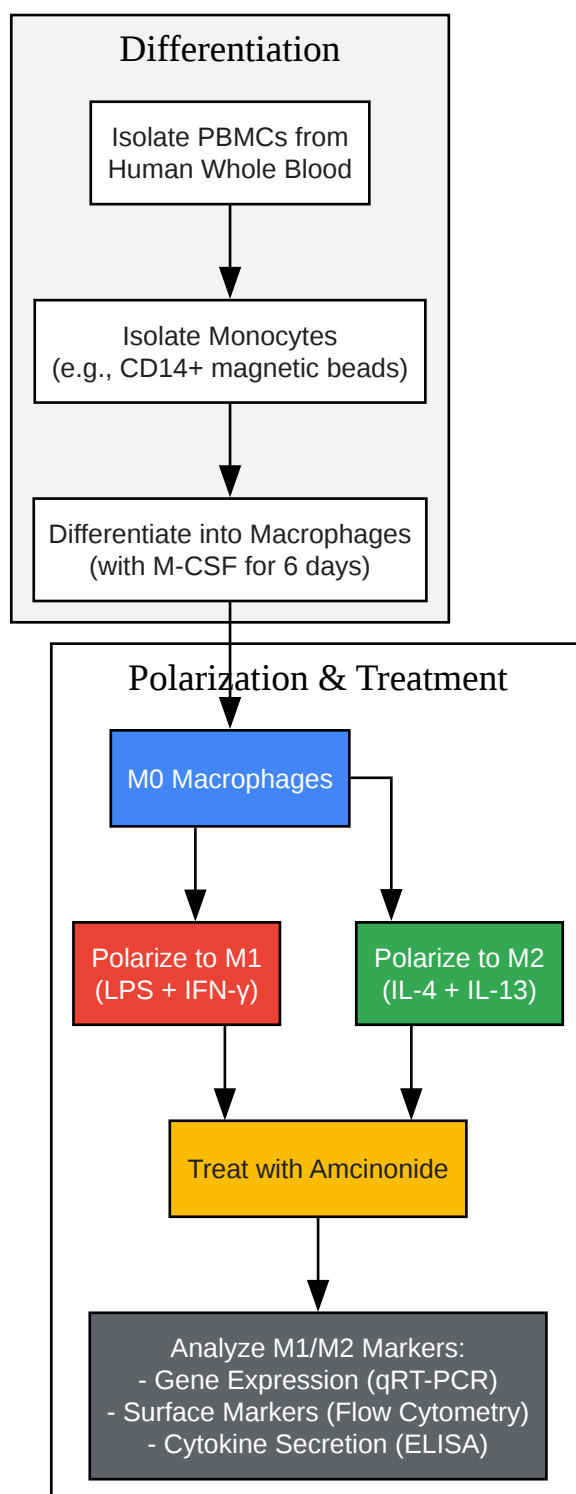 Differentiation
Isolate PBMCs from
Human Whole Blood
Isolate Monocytes
(e.g., CD14+ magnetic beads)
Differentiate into Macrophages
(with M-CSF for 6 days)
Polarization & Treatment
M0 Macrophages
Polarize to M1
(LPS + IFN-γ)
Polarize to M2
(IL-4 + IL-13)
Treat with Amcinonide
Analyze M1/M2 Markers:
- Gene Expression (qRT-PCR)
- Surface Markers (Flow Cytometry)
- Cytokine Secretion (ELISA)